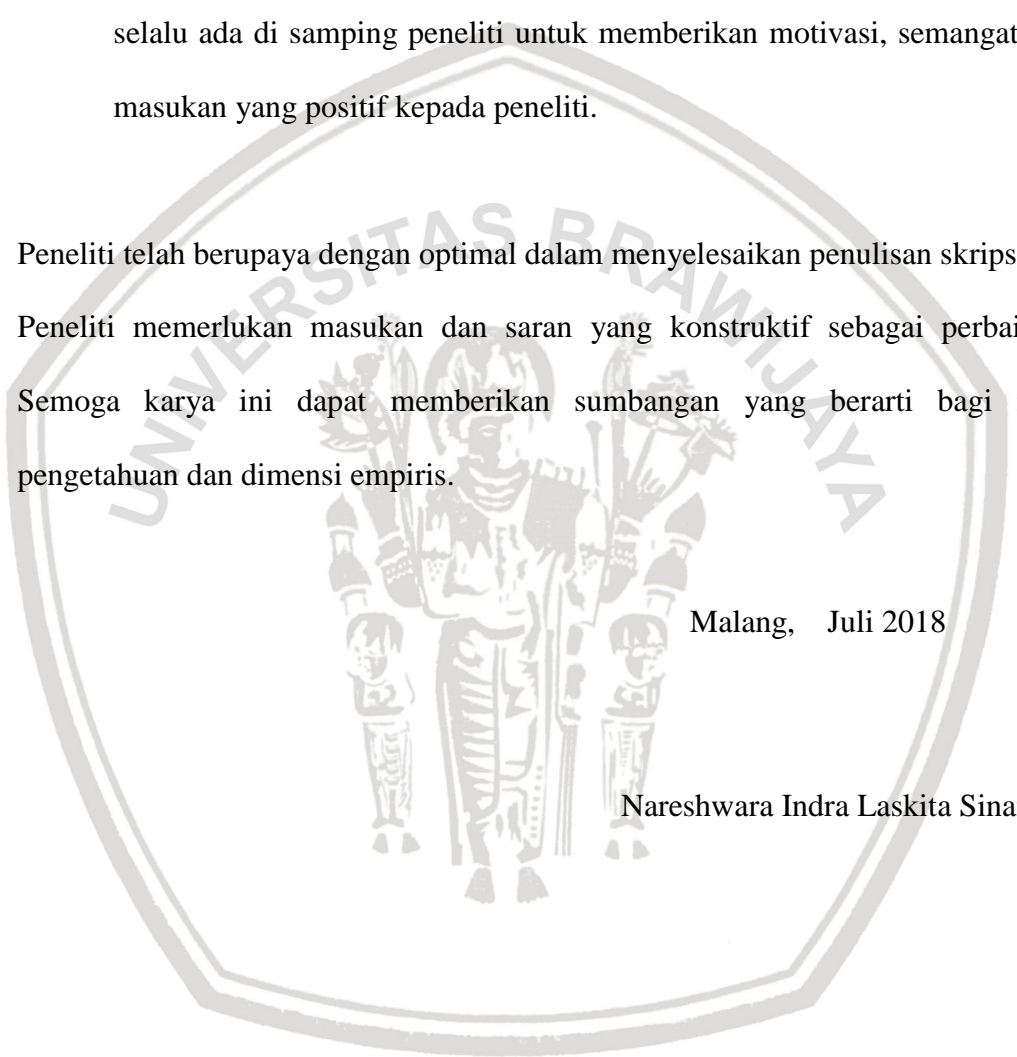 selalu ada di samping peneliti untuk memberikan motivasi, semangat
masukan yang positif kepada peneliti.
UNIVERSITAS BRAWIJAYA
Peneliti telah berupaya dengan optimal dalam menyelesaikan penulisan skrips
Peneliti memerlukan masukan dan saran yang konstruktif sebagai perbai
Semoga karya ini dapat memberikan sumbangan yang berarti bagi
pengetahuan dan dimensi empiris.
Malang, Juli 2018
Nareshwara Indra Laskita Sina